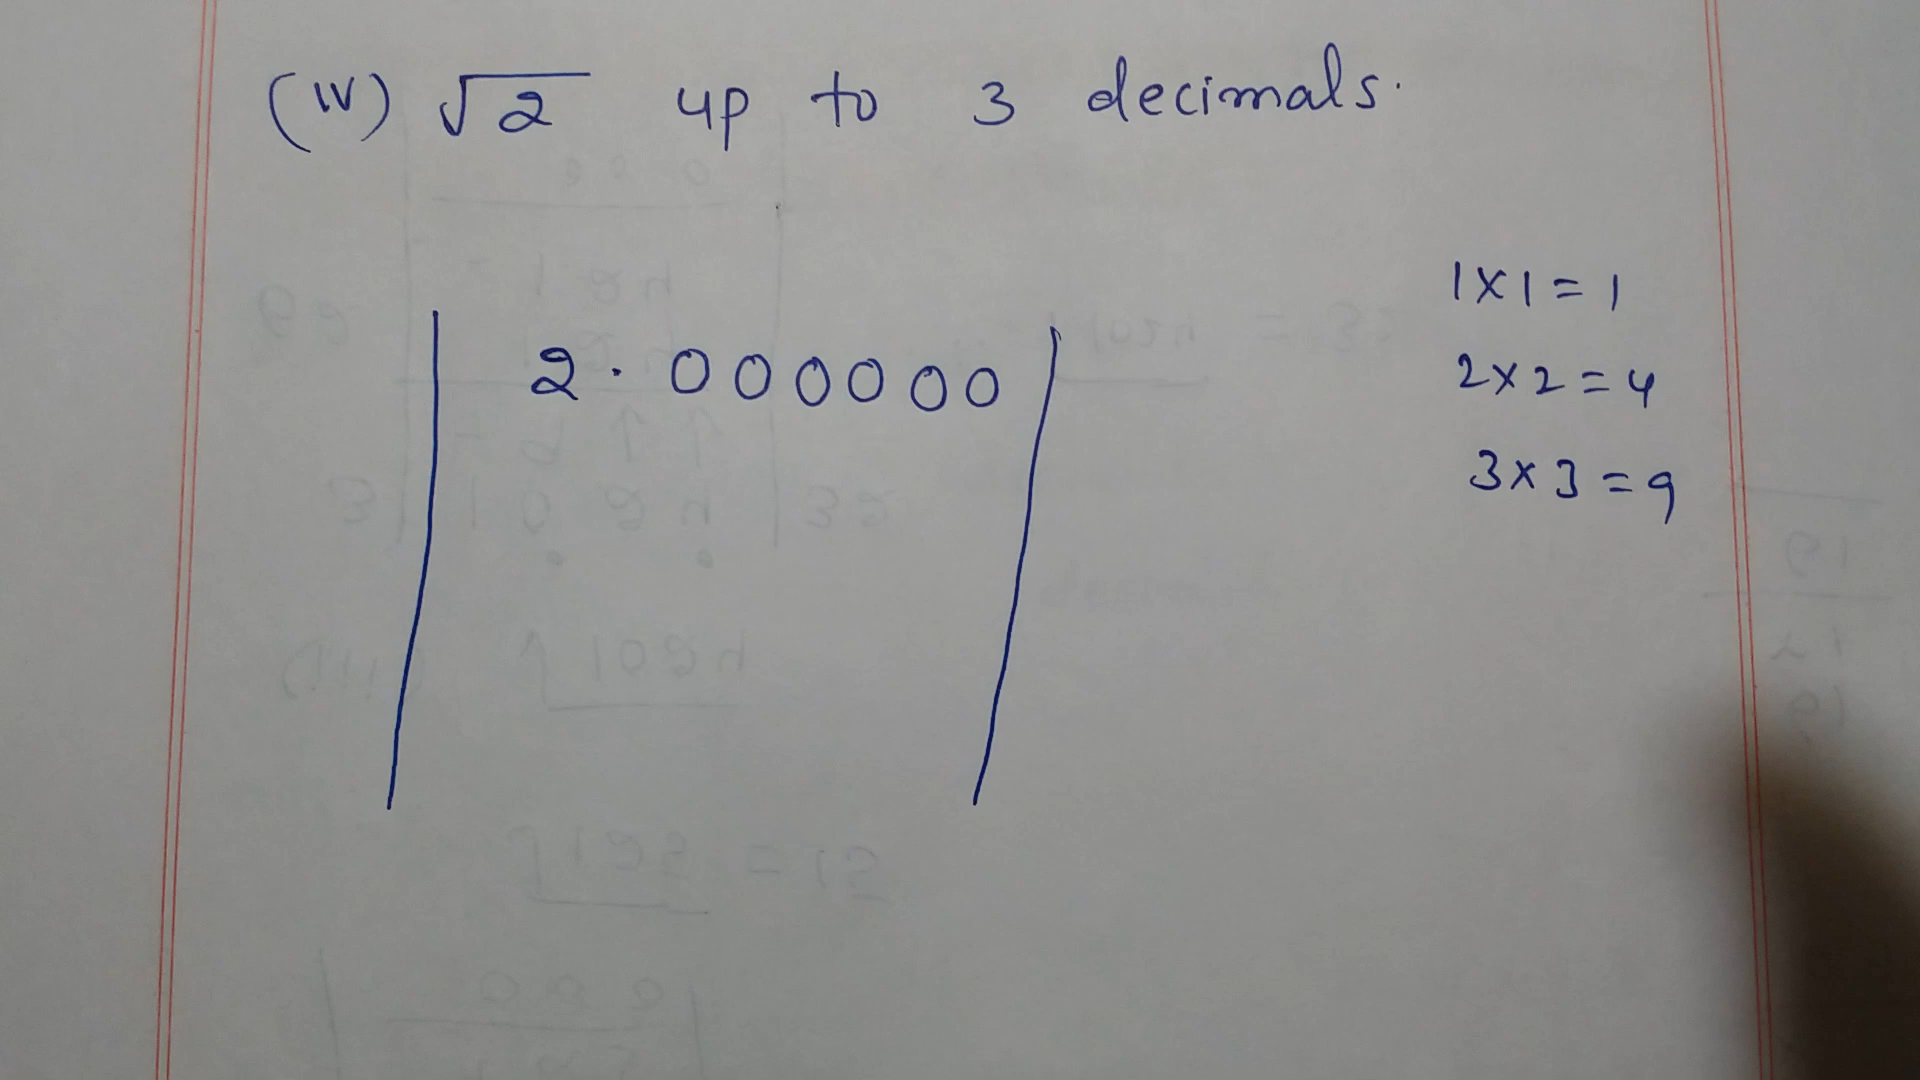 (iv) √2 up to 3 decimals.
2.000000
1×1=1
2×2=4
3×3=9